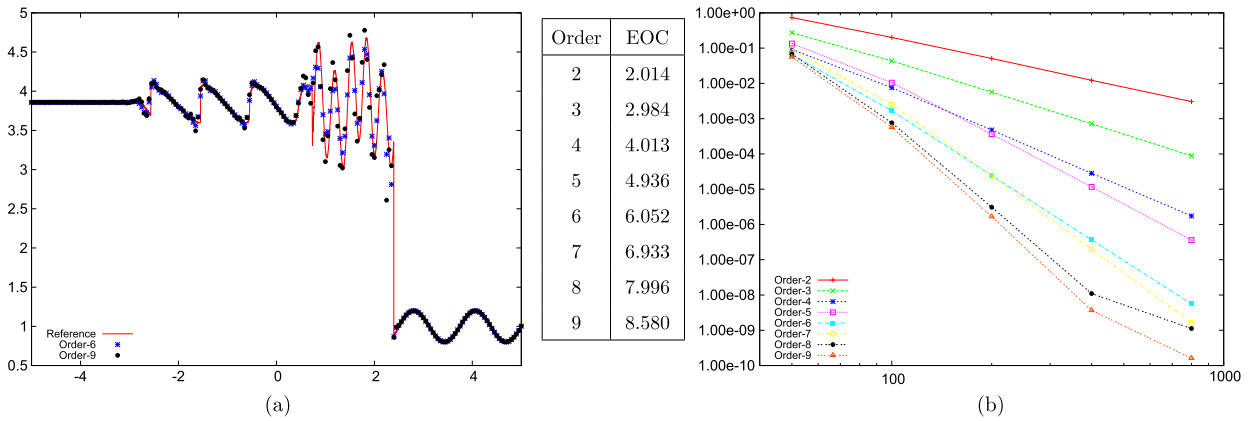 5
4.5
4
3.5
3
2.5
2
1.5
1
0.5
-4
-2
0
2
4
Reference
Order-6
Order-9
(a)
Order EOC
2 2.014
3 2.984
4 4.013
5 4.936
6 6.052
7 6.933
8 7.996
9 8.580
1.00e+00
1.00e-01
1.00e-02
1.00e-03
1.00e-04
1.00e-05
1.00e-06
1.00e-07
1.00e-08
1.00e-09
1.00e-10
100
1000
Order-2
Order-3
Order-4
Order-5
Order-6
Order-7
Order-8
Order-9
(b)